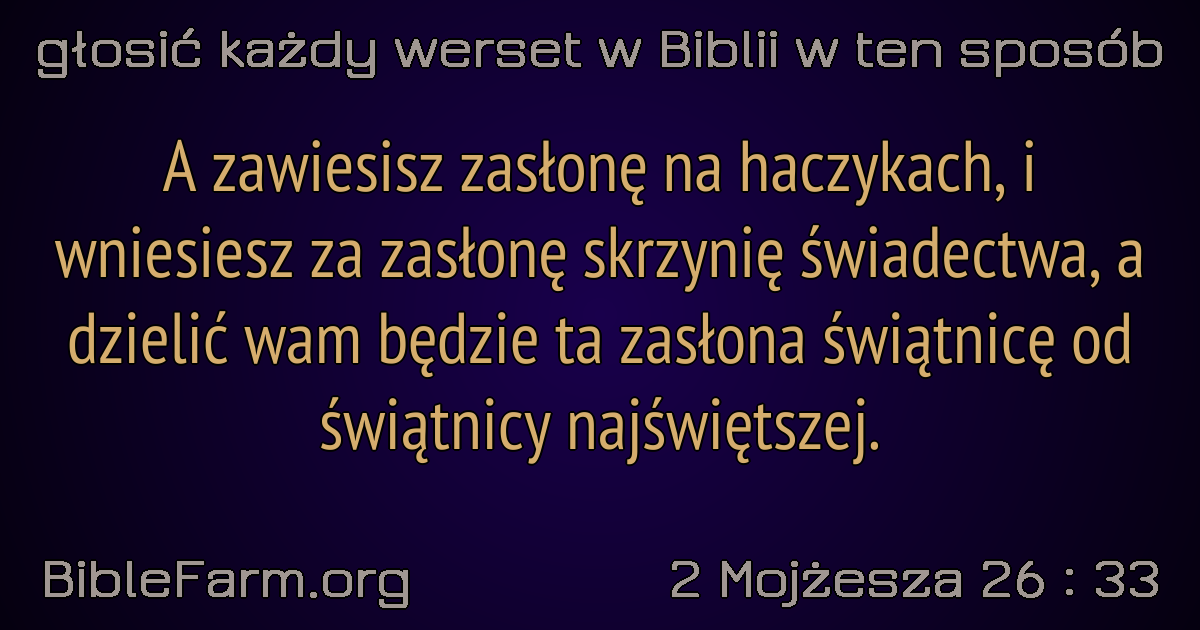 głosić każdy werset w Biblii w ten sposób
A zawiesisz zasłonę na haczykach, i
wniesiesz za zasłonę skrzynię świadectwa, a
dzielić wam będzie ta zasłona świątnicę od
świątnicy najświętszej.
BibleFarm.org
2 Mojżesza 26 : 33